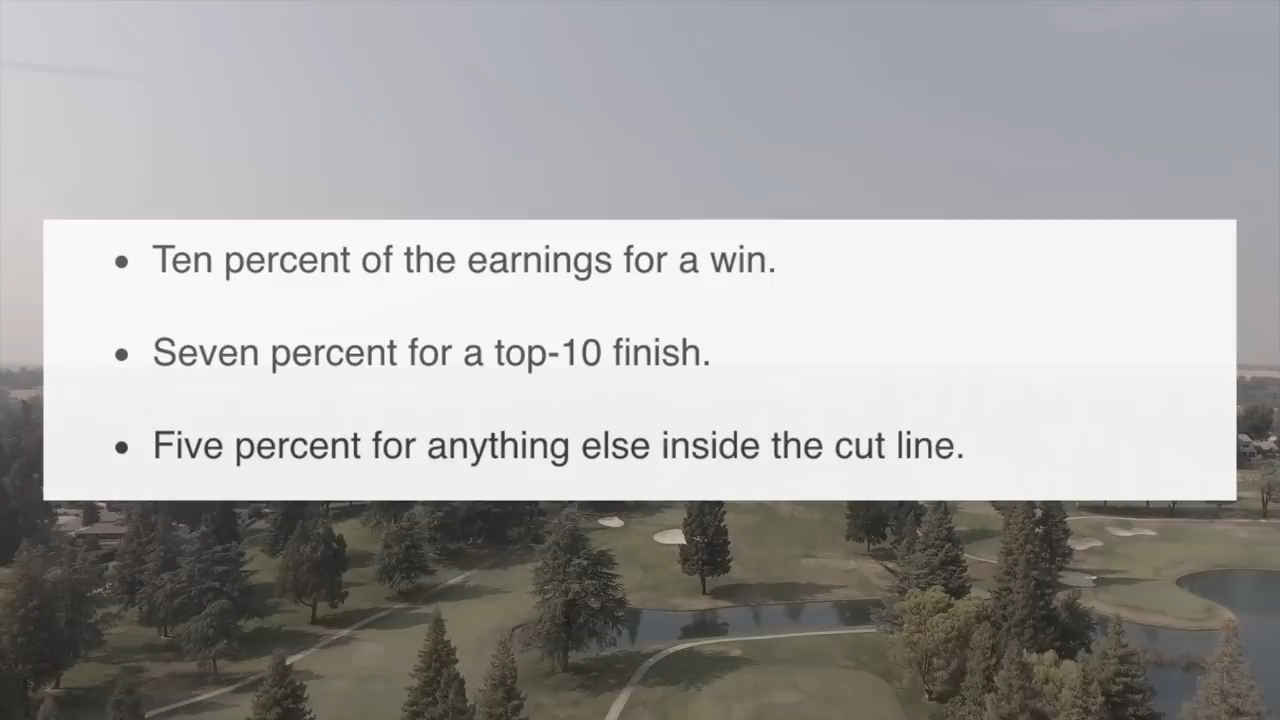 • Ten percent of the earnings for a win.
• Seven percent for a top-10 finish.
• Five percent for anything else inside the cut line.